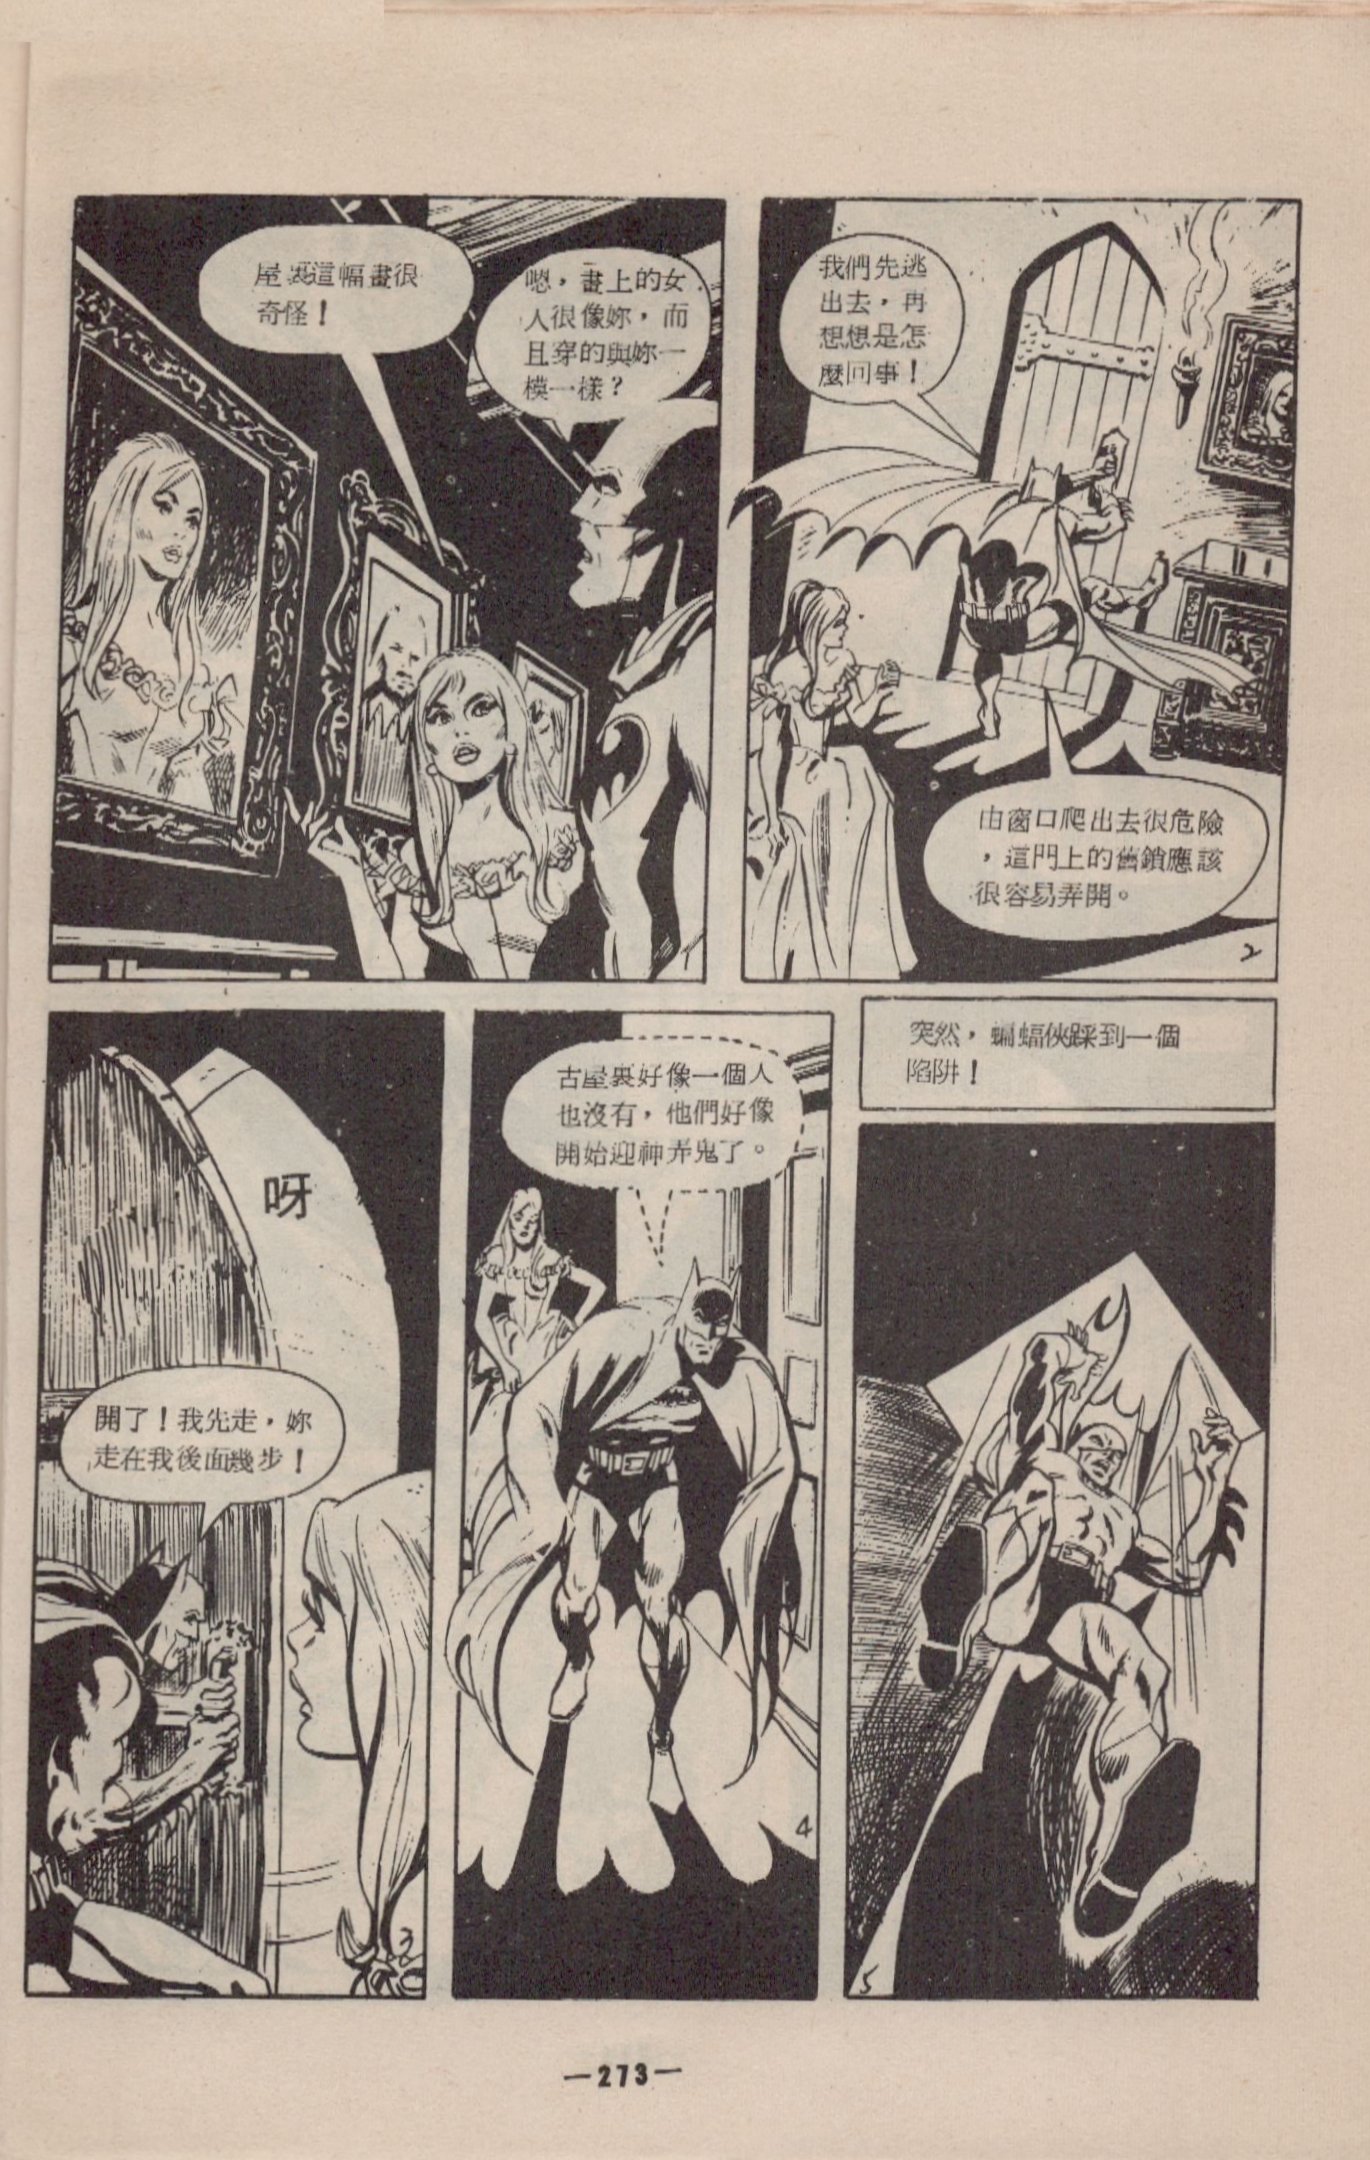 屋裏這幅畫很
奇怪！
嗯，畫上的女
人很像妳，而
且穿的與妳一
模一樣？
我們先逃
出去，再
想想是怎
麼回事！
由窗口爬出去很危險
，這門上的舊鎖應該
很容易弄開。
2
呀
開了！我先走，妳
走在我後面幾步！
3
古屋裏好像一個人
也沒有，他們好像
開始迎神弄鬼了。
4
突然，蝙蝠俠踩到一個
陷阱！
5
—273—